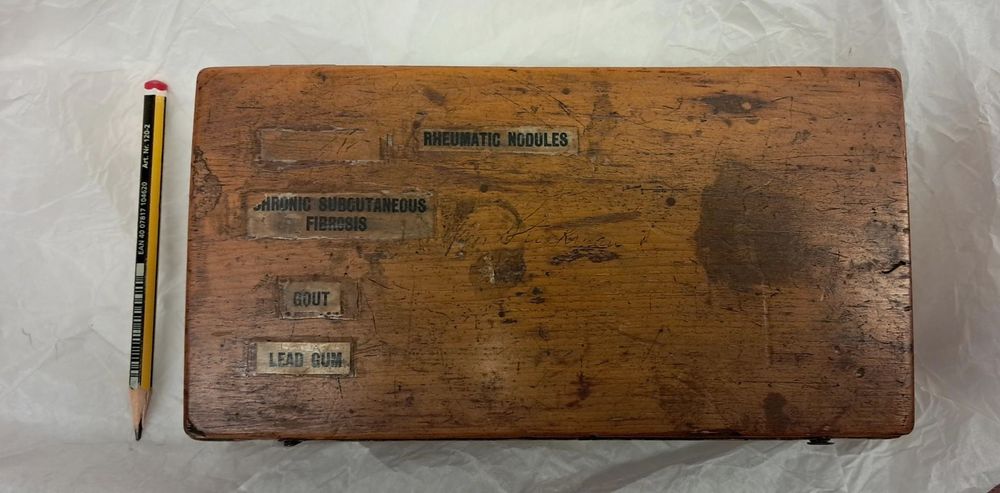 RHEUMATIC NODULES
CHRONIC SUBCUTANEOUS
FIBROSIS
GOUT
LEAD GUM.
EAN 40 07817 104620 Art. Nr. 120-2